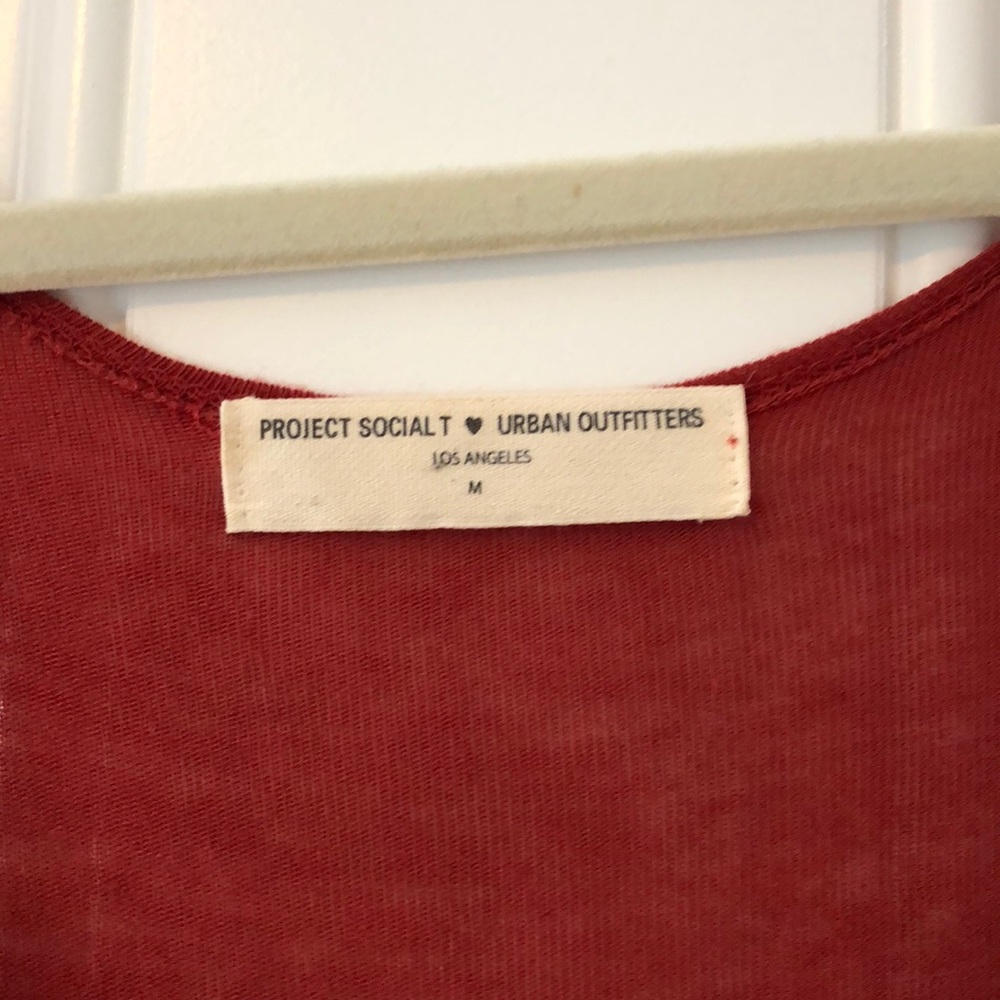 PROJECT SOCIAL T ♥ URBAN OUTFITTERS
LOS ANGELES
M